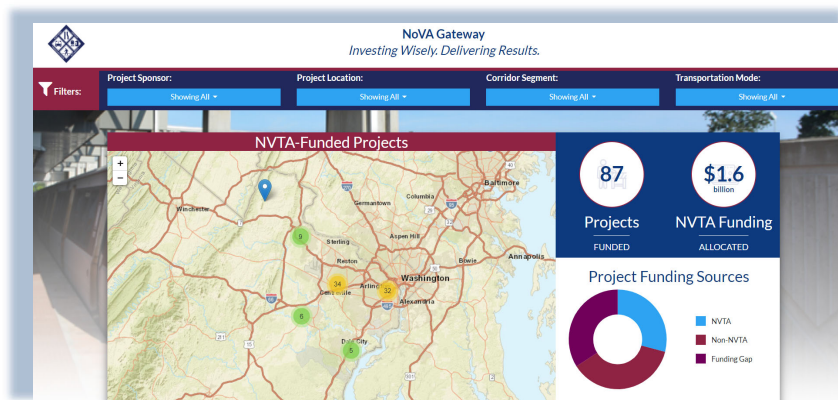 NoVA Gateway
Investing Wisely. Delivering Results.
Filters:
Project Sponsor:
Showing All
Project Location:
Showing All
Corridor Segment:
Showing All
Transportation Mode:
Showing All
NVTA-Funded Projects
+
−
Winchester
Germantown
Columbia
Baltimore
Sterling
Aspen Hill
Reston
Bowie
Annapolis
Washington
Alexandria
9
34
32
6
5
87
Projects
FUNDED
$1.6
billion
NVTA Funding
ALLOCATED
Project Funding Sources
NVTA
Non-NVTA
Funding Gap